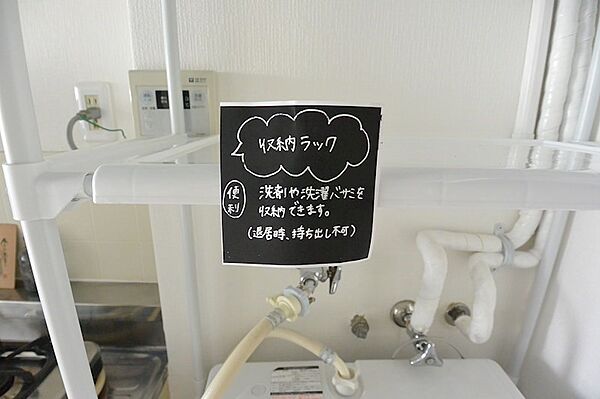 収納ラック
便利
洗剤や洗濯バサミを
収納できます。
(退居時、持ち出し不可)